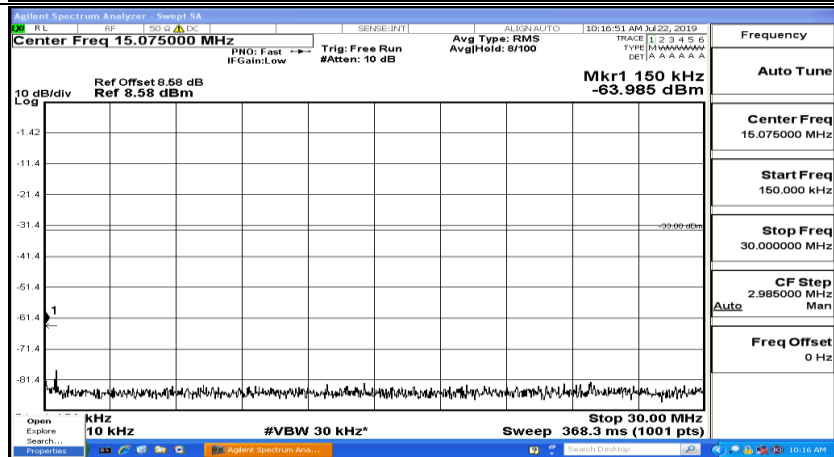 Agilent Spectrum Analyzer - Swept SA
LXI RL RF 50 Ω DC SENSE:INT ALIGN AUTO 10:16:51 AM Jul 22, 2019
Center Freq 15.075000 MHz
PNO: Fast
IFGain:Low
Trig: Free Run
#Atten: 10 dB
Avg Type: RMS
Avg|Hold: 8/100
TRACE 1 2 3 4 5 6
TYPE M W W W W W
DET A A A A A A
Frequency
Auto Tune
Center Freq
15.075000 MHz
Start Freq
150.000 kHz
Stop Freq
30.000000 MHz
CF Step
2.985000 MHz
Auto Man
Freq Offset
0 Hz
Mkr1 150 kHz
-63.985 dBm
Ref Offset 8.58 dB
10 dB/div Ref 8.58 dBm
Log
-1.42
-11.4
-21.4
-31.4
-33.00 dBm
-41.4
-51.4
-61.4
1
-71.4
-81.4
kHz
10 kHz
#VBW 30 kHz*
Stop 30.00 MHz
Sweep 368.3 ms (1001 pts)
Open
Explore
Search...
Properties
Agilent Spectrum Ana...
Search Desktop
10:16 AM